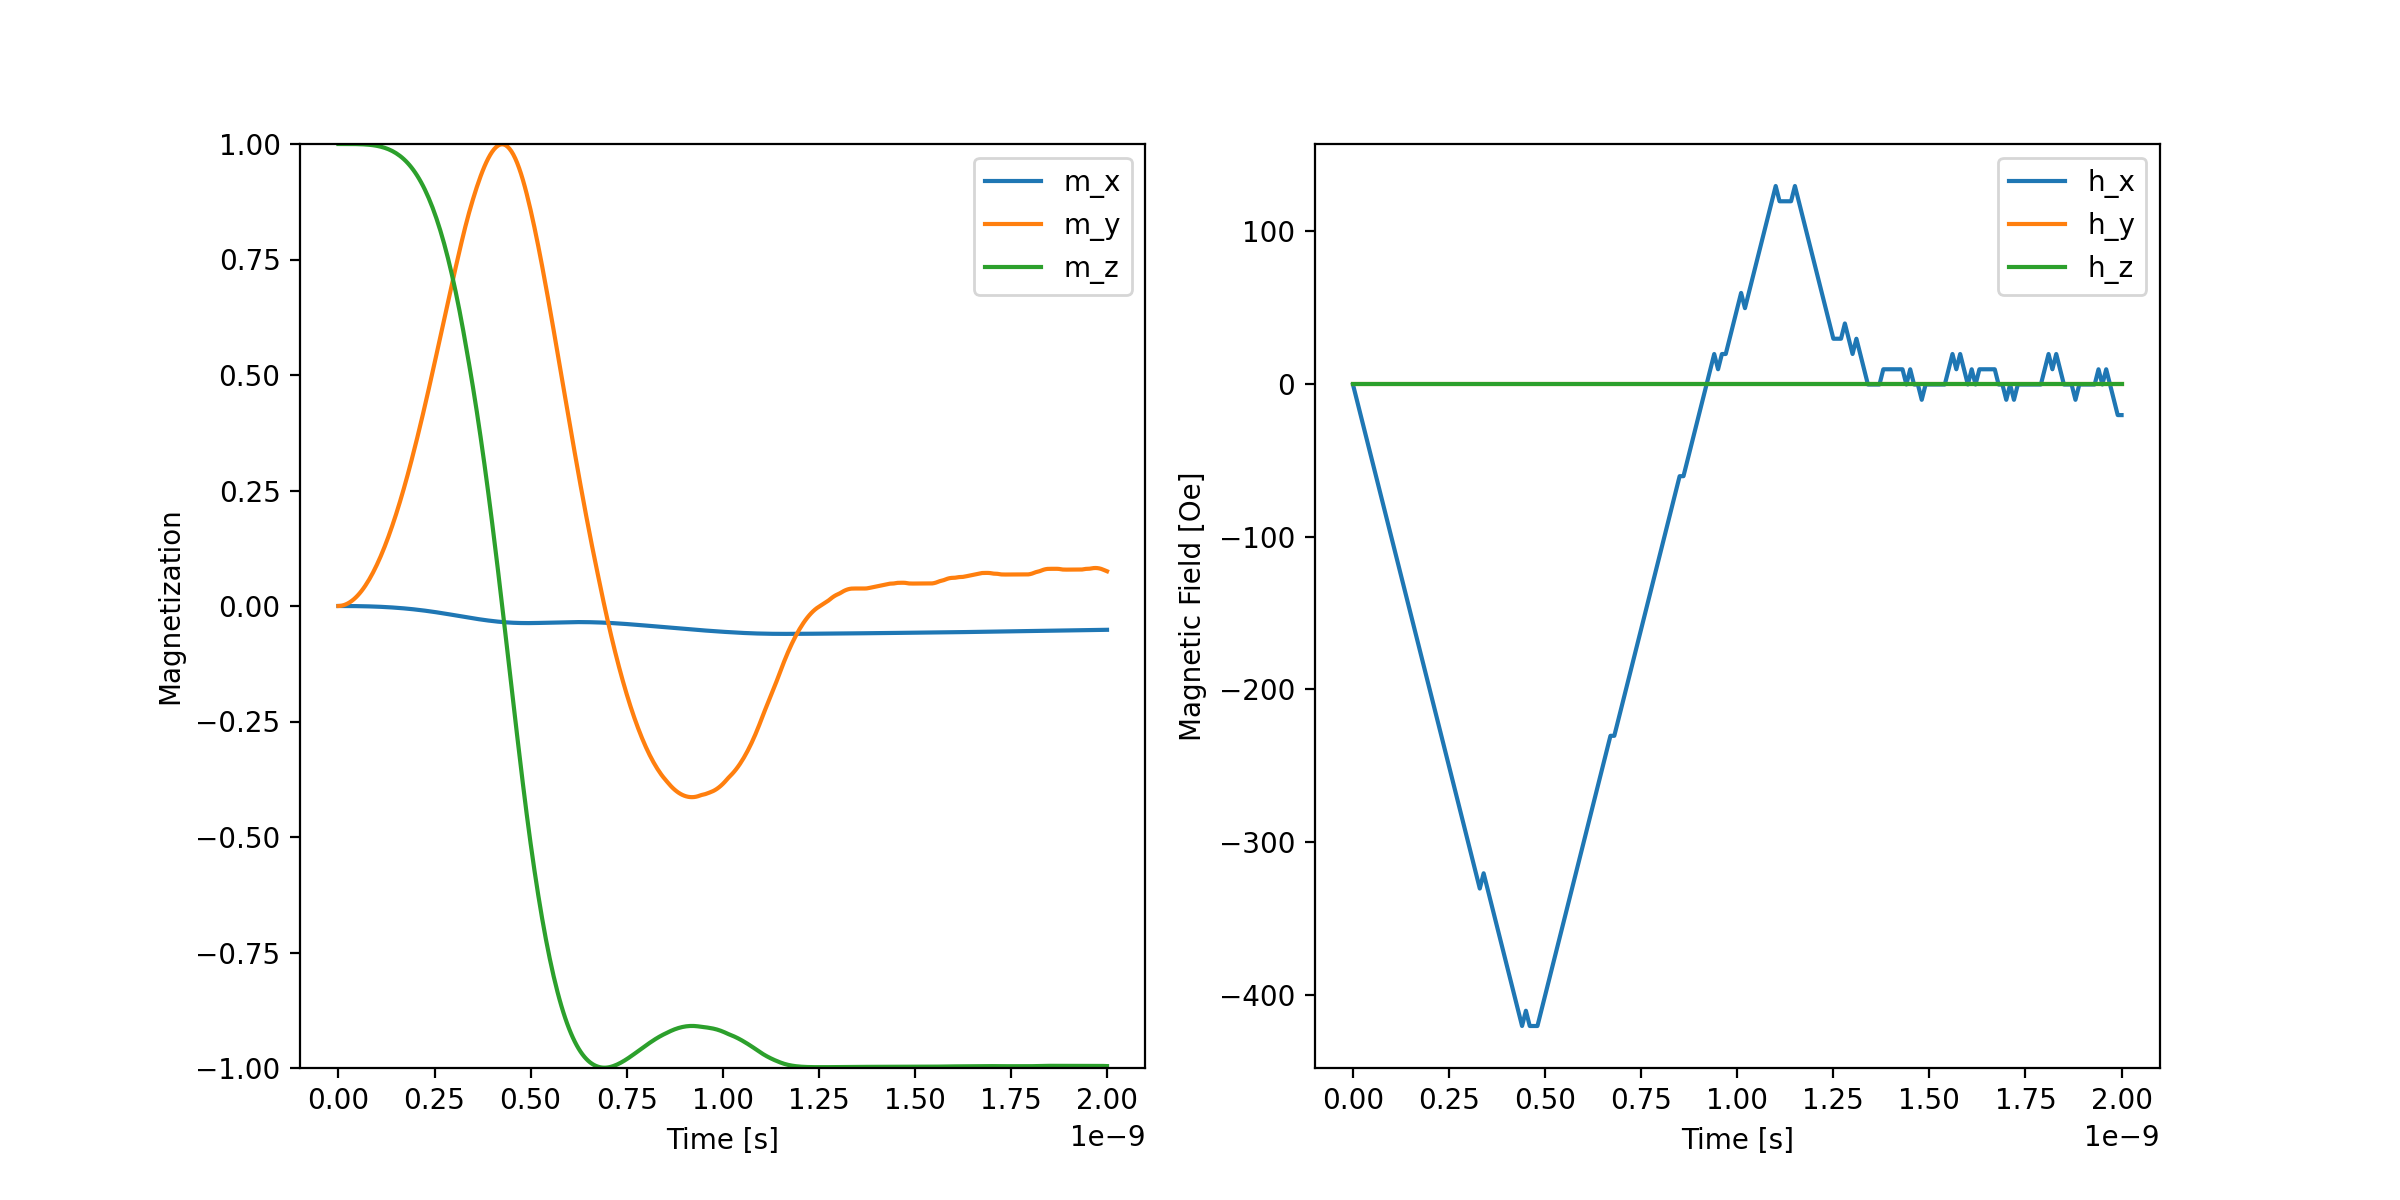 1.00
0.75
0.50
0.25
0.00
−0.25
−0.50
−0.75
−1.00
Magnetization
m_x
m_y
m_z
0.00 0.25 0.50 0.75 1.00 1.25 1.50 1.75 2.00
Time [s]
1e−9
100
0
−100
−200
−300
−400
Magnetic Field [Oe]
h_x
h_y
h_z
0.00 0.25 0.50 0.75 1.00 1.25 1.50 1.75 2.00
Time [s]
1e−9